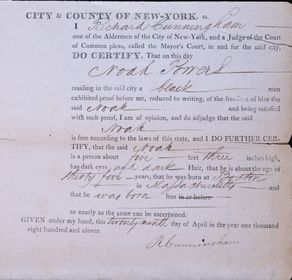 CITY & COUNTY OF NEW-YORK, ss.
I Richard Cunningham
one of the Aldermen of the City of New-York, and a Judge of the Court
of Common pleas, called the Mayor's Court, in and for the said city,
DO CERTIFY, That on this day
Noah Powers
residing in the said city a black man
exhibited proof before me, reduced to writing, of the freedom of him the
said Noah and being satisfied
with such proof, I am of opinion, and do adjudge that the said
Noah
is free according to the laws of this state, and I DO FURTHER CER-
TIFY, that the said Noah
is a person about five feet three inches high,
has dark eyes, and dark Hair, that he is about the age of
thirty five years, that he was born at Boston
in Massachusetts and
that he was born free in or before
as nearly as the same can be ascertained.
GIVEN under my hand, this twenty ninth day of April in the year one thousand
eight hundred and eleven
R Cunningham